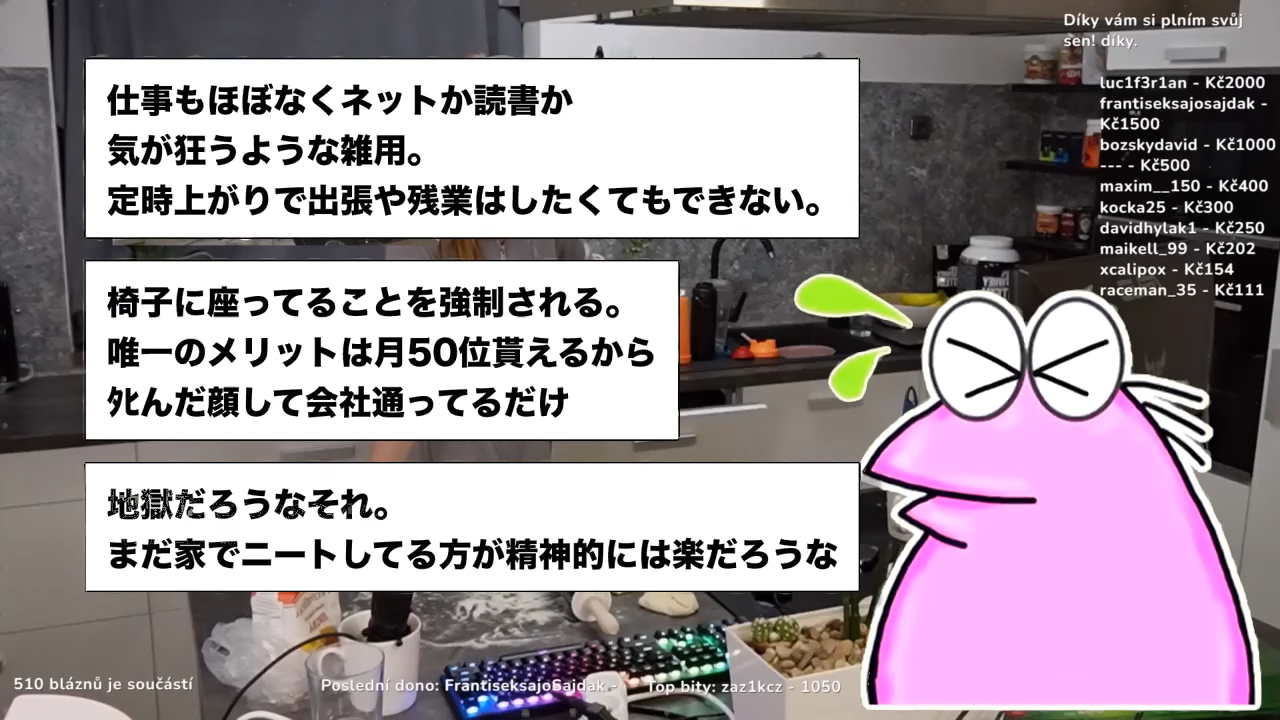 仕事もほぼなくネットか読書か
気が狂うような雑用。
定時上がりで出張や残業はしたくてもできない。
椅子に座ってることを強制される。
唯一のメリットは月50位貰えるから
ﾀﾋんだ顔して会社通ってるだけ
地獄だろうなそれ。
まだ家でニートしてる方が精神的には楽だろうな
Díky vám si plním svůj
sen! díky.
luc1f3r1an - Kč2000
frantiseksajosajdak -
Kč1500
bozskydavid - Kč1000
--- - Kč500
maxim__150 - Kč400
kocka25 - Kč300
davidhylak1 - Kč250
maikell_99 - Kč202
xcalipox - Kč154
raceman_35 - Kč111
510 bláznů je součástí
Poslední dono: FrantiseksajoSajdak -
Top bity: zaz1kcz - 1050